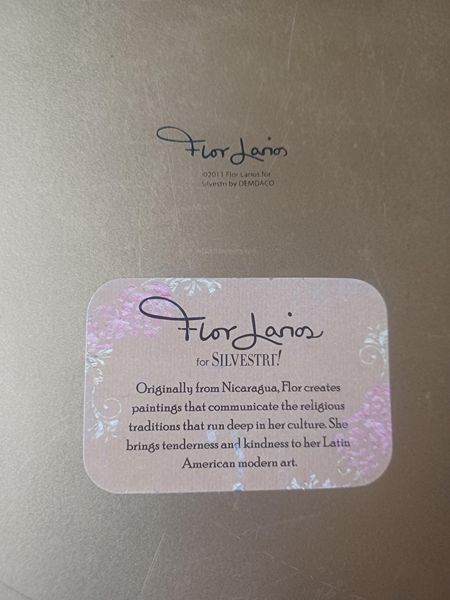 Flor Larios
©2011 Flor Larios for
Silvestri by DEMDACO
Flor Larios
for SILVESTRI!
Originally from Nicaragua, Flor creates
paintings that communicate the religious
traditions that run deep in her culture. She
brings tenderness and kindness to her Latin
American modern art.